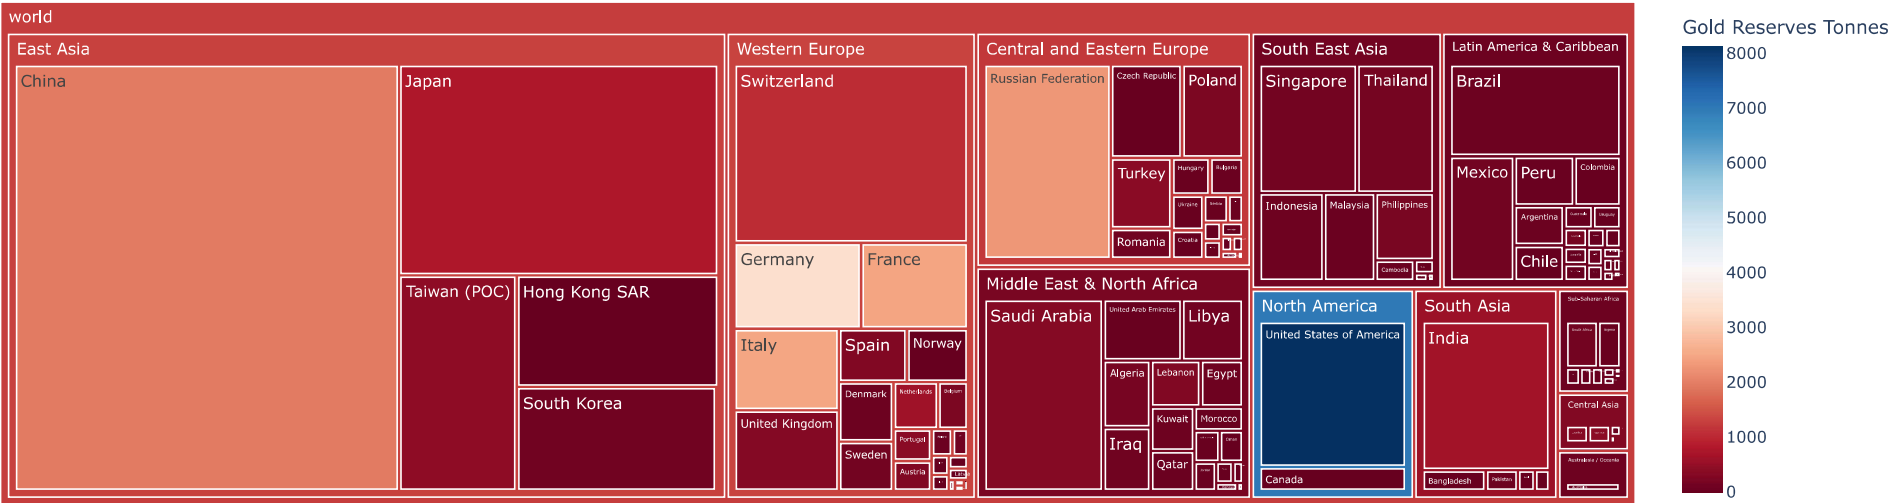 world
East Asia
China
Japan
Taiwan (POC)
Hong Kong SAR
South Korea
Western Europe
Switzerland
Germany
France
Italy
Spain
Norway
United Kingdom
Denmark
Netherlands
Belgium
Sweden
Portugal
Austria
Central and Eastern Europe
Russian Federation
Czech Republic
Poland
Turkey
Hungary
Bulgaria
Romania
Ukraine
Croatia
Middle East & North Africa
Saudi Arabia
United Arab Emirates
Libya
Algeria
Lebanon
Egypt
Iraq
Kuwait
Morocco
Qatar
South East Asia
Singapore
Thailand
Indonesia
Malaysia
Philippines
Cambodia
Latin America & Caribbean
Brazil
Mexico
Peru
Colombia
Argentina
Chile
North America
United States of America
Canada
South Asia
India
Bangladesh
Pakistan
Sub-Saharan Africa
South Africa
Central Asia
Australasia / Oceania
Gold Reserves Tonnes
8000
7000
6000
5000
4000
3000
2000
1000
0